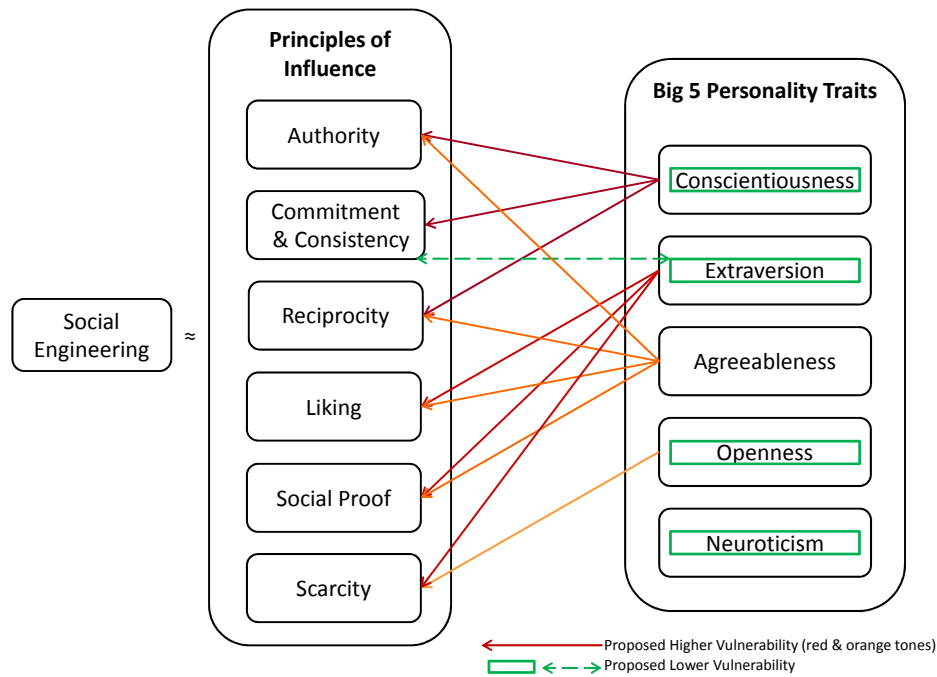 Principles of
Influence
Authority
Commitment
& Consistency
Reciprocity
Liking
Social Proof
Scarcity
Social
Engineering
≈
Big 5 Personality Traits
Conscientiousness
Extraversion
Agreeableness
Openness
Neuroticism
Proposed Higher Vulnerability (red & orange tones)
Proposed Lower Vulnerability